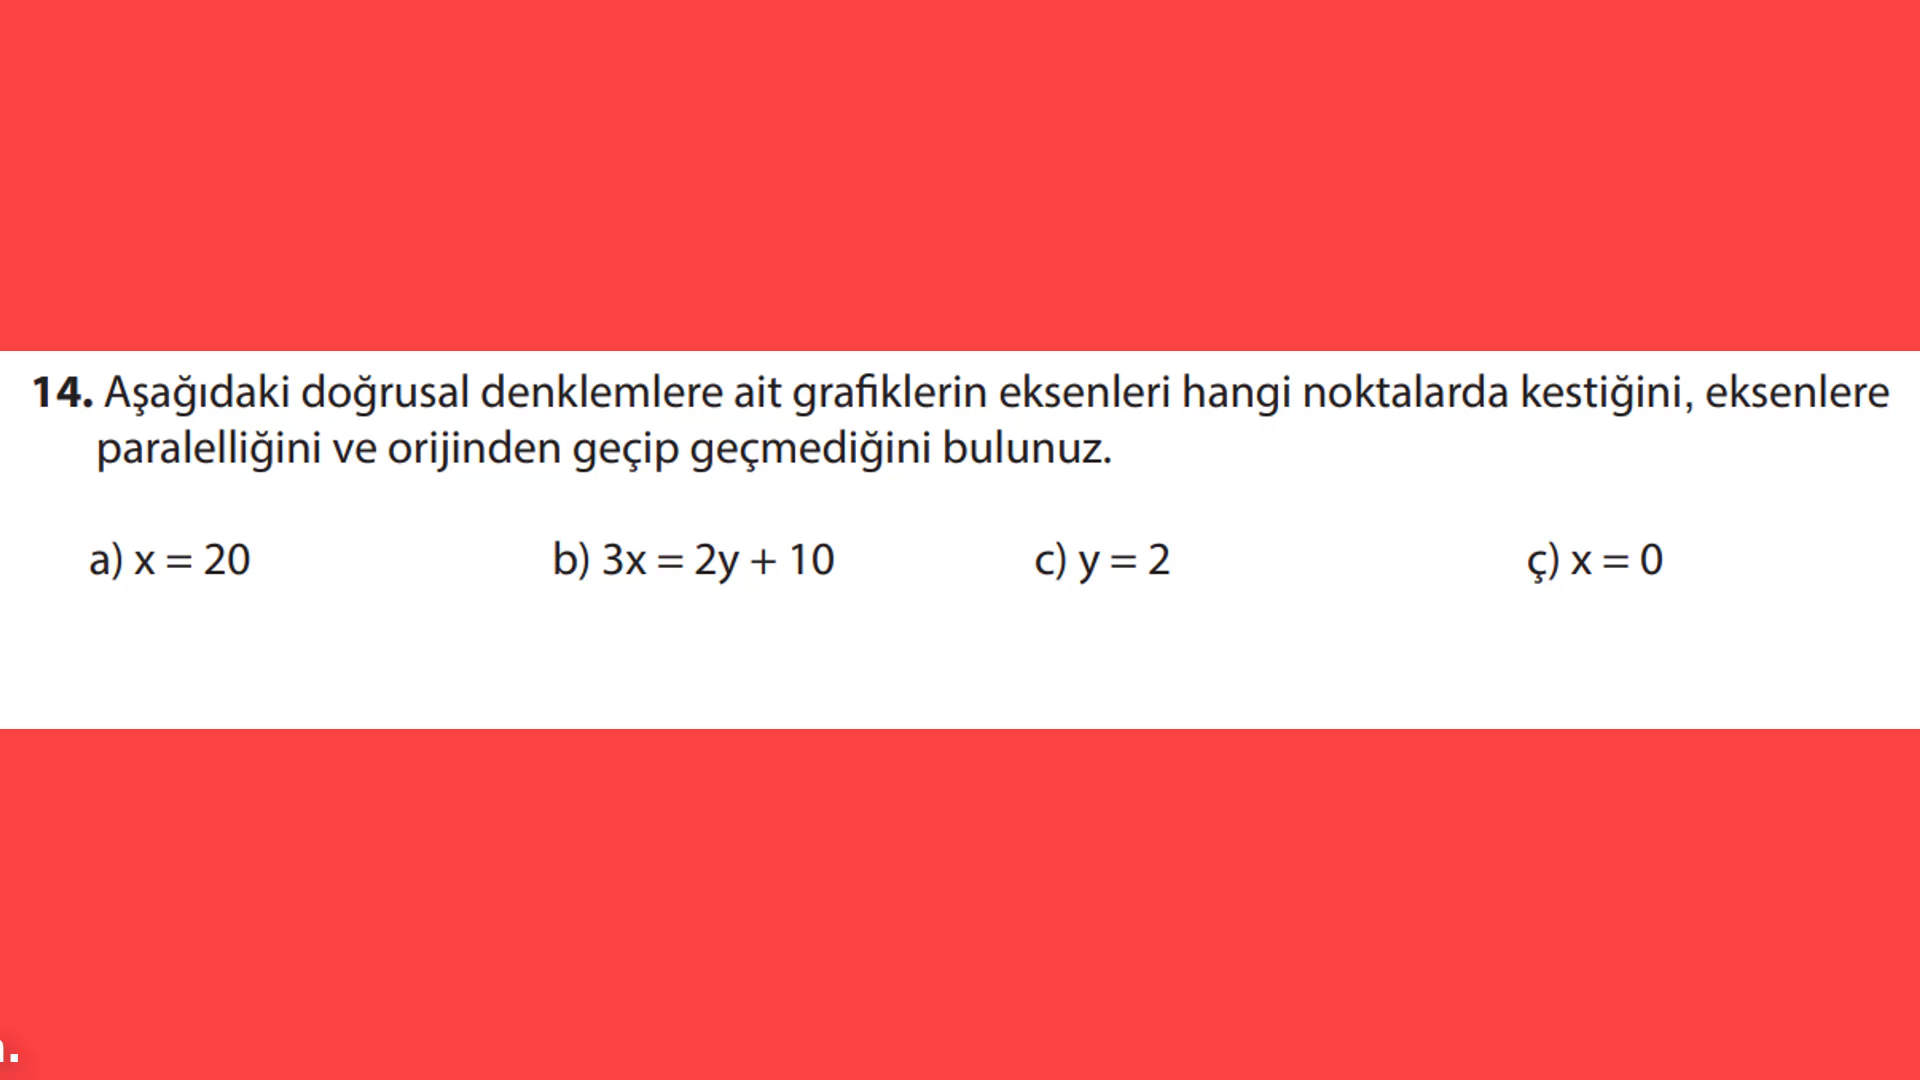 14. Aşağıdaki doğrusal denklemlere ait grafiklerin eksenleri hangi noktalarda kestiğini, eksenlere
paralelliğini ve orijinden geçip geçmediğini bulunuz.
a) x = 20 b) 3x = 2y + 10 c) y = 2 ç) x = 0